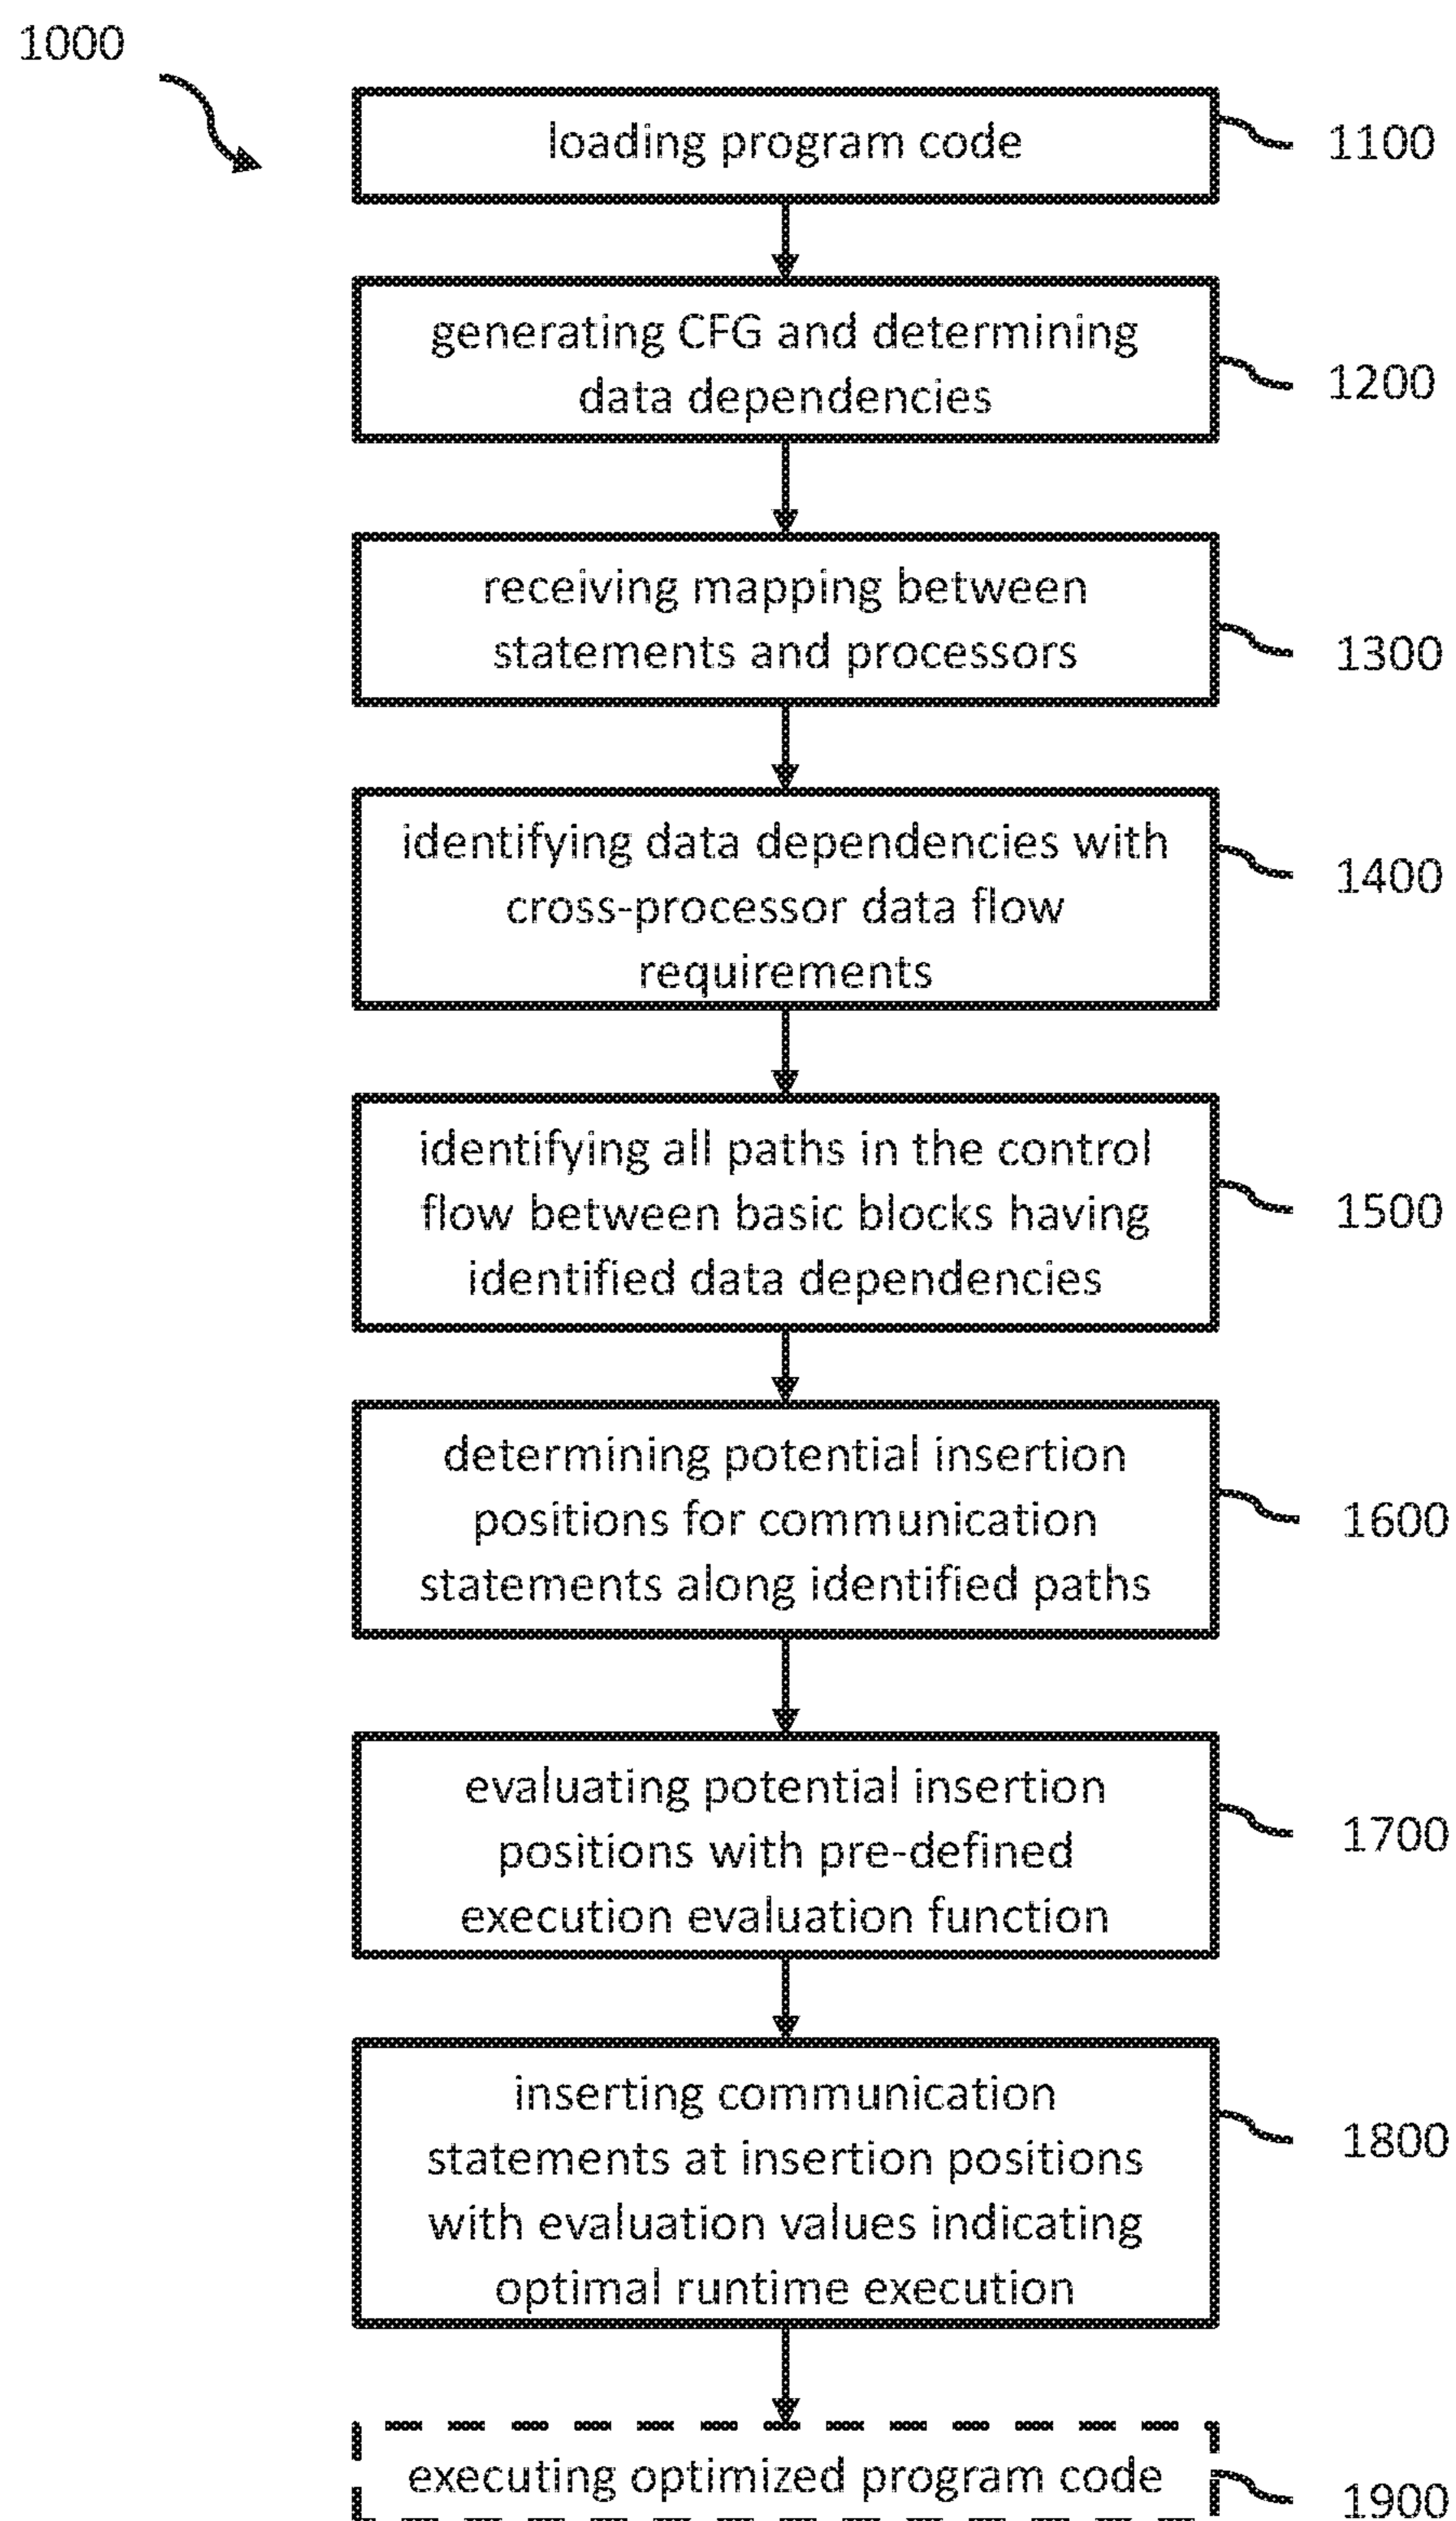 1000
loading program code
1100
generating CFG and determining
data dependencies
1200
receiving mapping between
statements and processors
1300
identifying data dependencies with
cross-processor data flow
requirements
1400
identifying all paths in the control
flow between basic blocks having
identified data dependencies
1500
determining potential insertion
positions for communication
statements along identified paths
1600
evaluating potential insertion
positions with pre-defined
execution evaluation function
1700
inserting communication
statements at insertion positions
with evaluation values indicating
optimal runtime execution
1800
executing optimized program code
1900